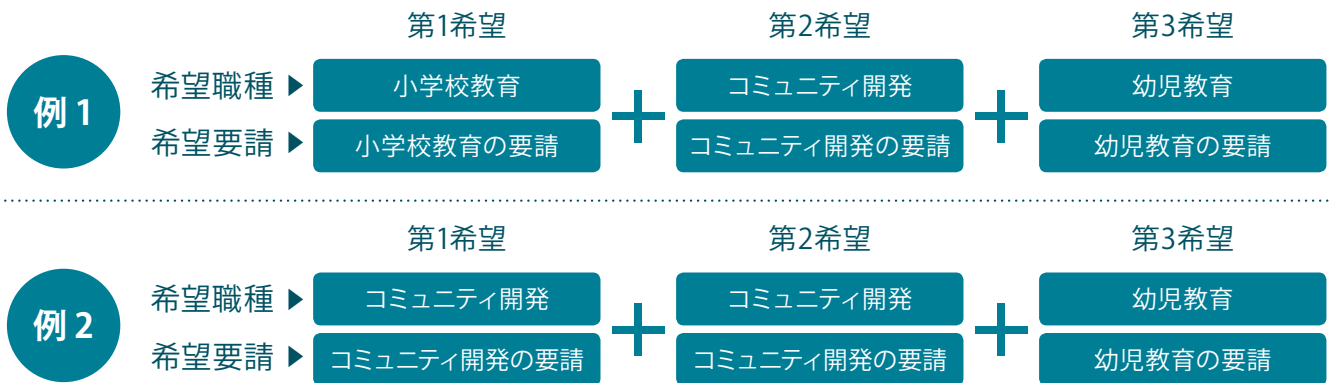 第1希望 第2希望 第3希望
例 1 希望職種 ▶ 小学校教育 + コミュニティ開発 + 幼児教育
希望要請 ▶ 小学校教育の要請 コミュニティ開発の要請 幼児教育の要請
第1希望 第2希望 第3希望
例 2 希望職種 ▶ コミュニティ開発 + コミュニティ開発 + 幼児教育
希望要請 ▶ コミュニティ開発の要請 コミュニティ開発の要請 幼児教育の要請